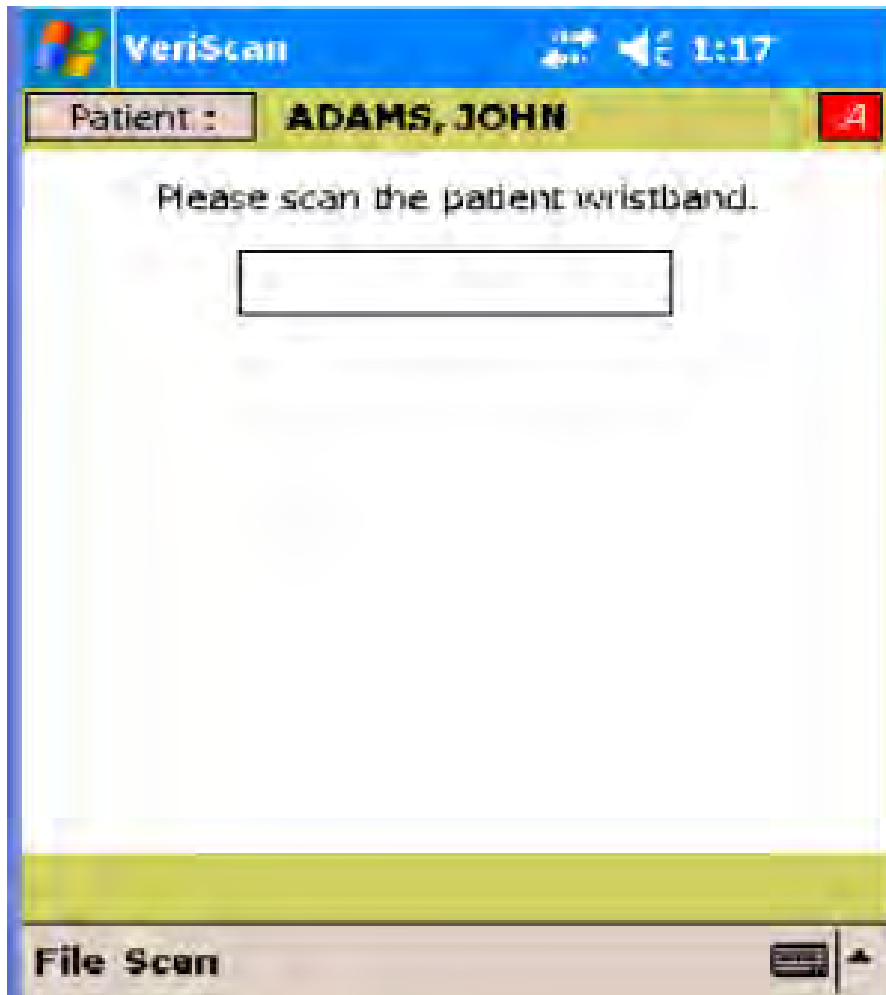 VeriScan 1:17
Patient : ADAMS, JOHN A
Please scan the patient wristband.
File Scan